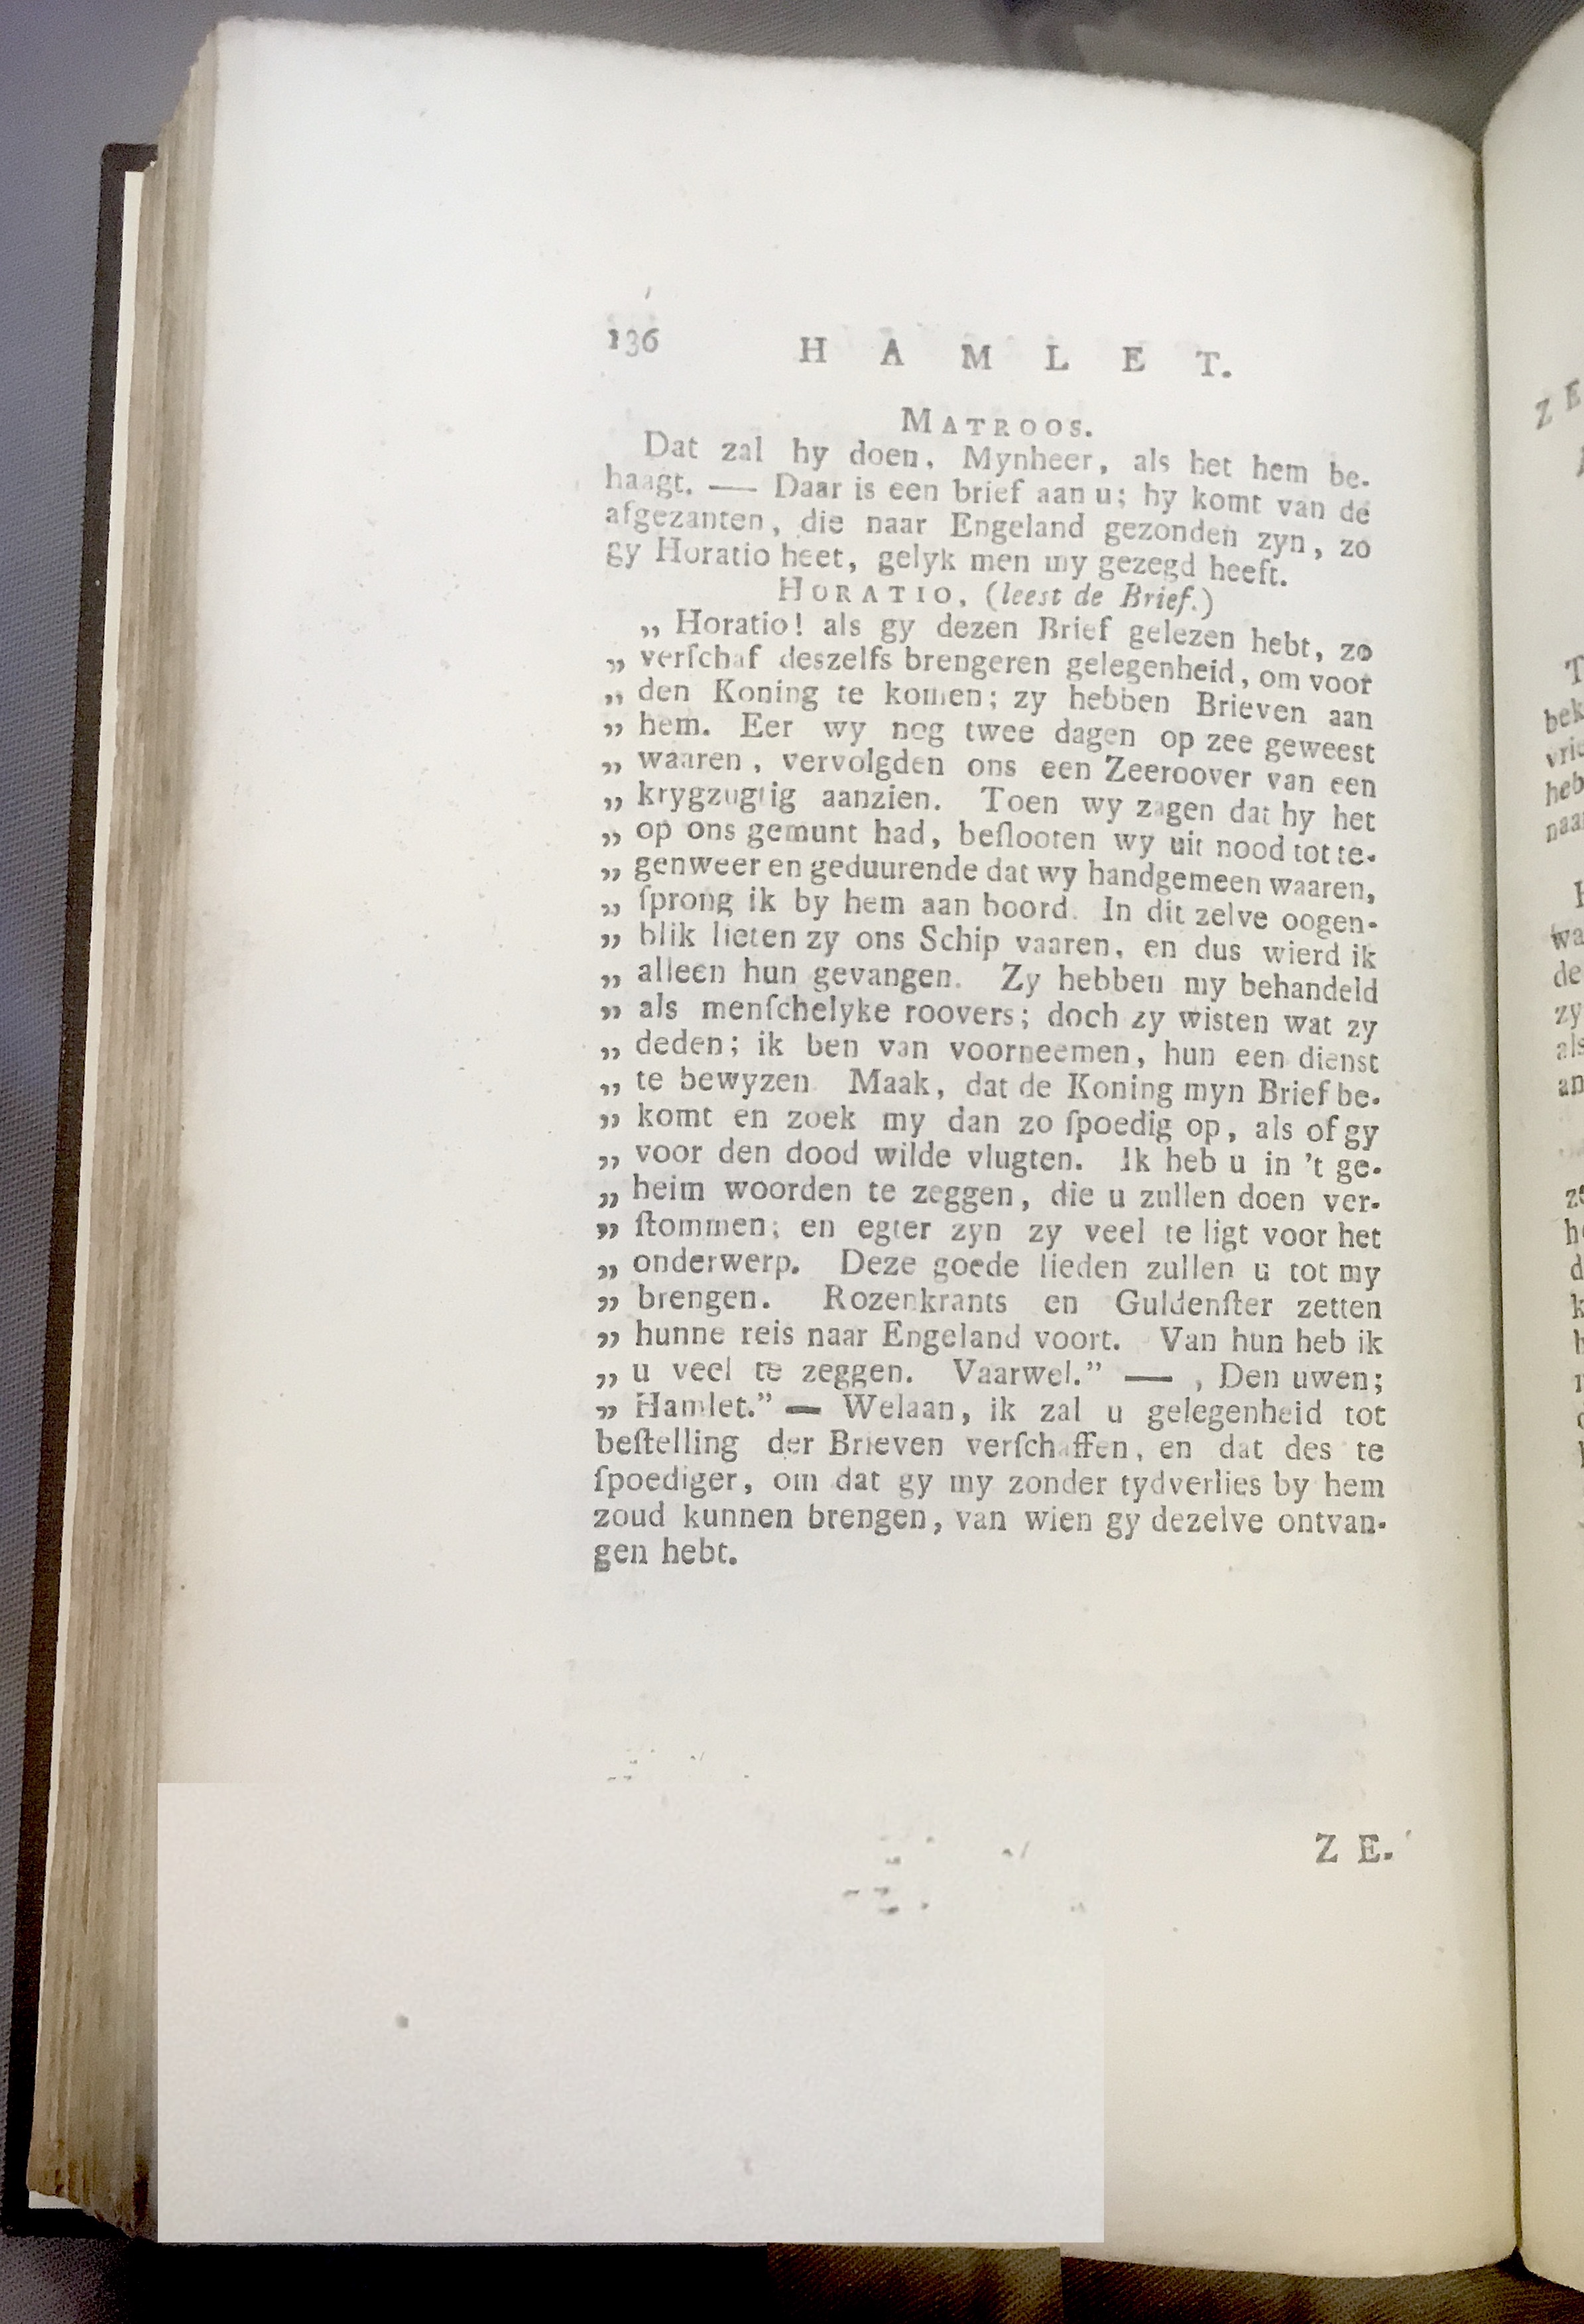 136 HAMLET.
MATROOS.
Dat zal hy doen, Mynheer, als het hem be-
haagt. — Daar is een brief aan u; hy komt van de
afgezanten, die naar Engeland gezonden zyn, zo
gy Horatio heet, gelyk men my gezegd heeft.
HORATIO, (leest de Brief.)
„ Horatio! als gy dezen Brief gelezen hebt, zo
„ verſchaf deszelfs brengeren gelegenheid, om voor
„ den Koning te komen; zy hebben Brieven aan
„ hem. Eer wy nog twee dagen op zee geweest
„ waaren, vervolgden ons een Zeeroover van een
„ krygzugtig aanzien. Toen wy zagen dat hy het
„ op ons gemunt had, beſlooten wy uit nood tot te-
„ genweer en geduurende dat wy handgemeen waaren,
„ ſprong ik by hem aan boord. In dit zelve oogen-
„ blik lieten zy ons Schip vaaren, en dus wierd ik
„ alleen hun gevangen. Zy hebben my behandeld
„ als menſchelyke roovers; doch zy wisten wat zy
„ deden; ik ben van voorneemen, hun een dienst
„ te bewyzen Maak, dat de Koning myn Brief be-
„ komt en zoek my dan zo ſpoedig op, als of gy
„ voor den dood wilde vlugten. Ik heb u in 't ge-
„ heim woorden te zeggen, die u zullen doen ver-
„ ſtommen; en egter zyn zy veel te ligt voor het
„ onderwerp. Deze goede lieden zullen u tot my
„ brengen. Rozenkrants en Guldenſter zetten
„ hunne reis naar Engeland voort. Van hun heb ik
„ u veel te zeggen. Vaarwel.” — , Den uwen;
„ Hamlet.” — Welaan, ik zal u gelegenheid tot
beſtelling der Brieven verſchaffen, en dat des te
ſpoediger, om dat gy my zonder tydverlies by hem
zoud kunnen brengen, van wien gy dezelve ontvan-
gen hebt.
ZE-
Z E
bek
vrie
heb
naar
wa
de
zy
als
an